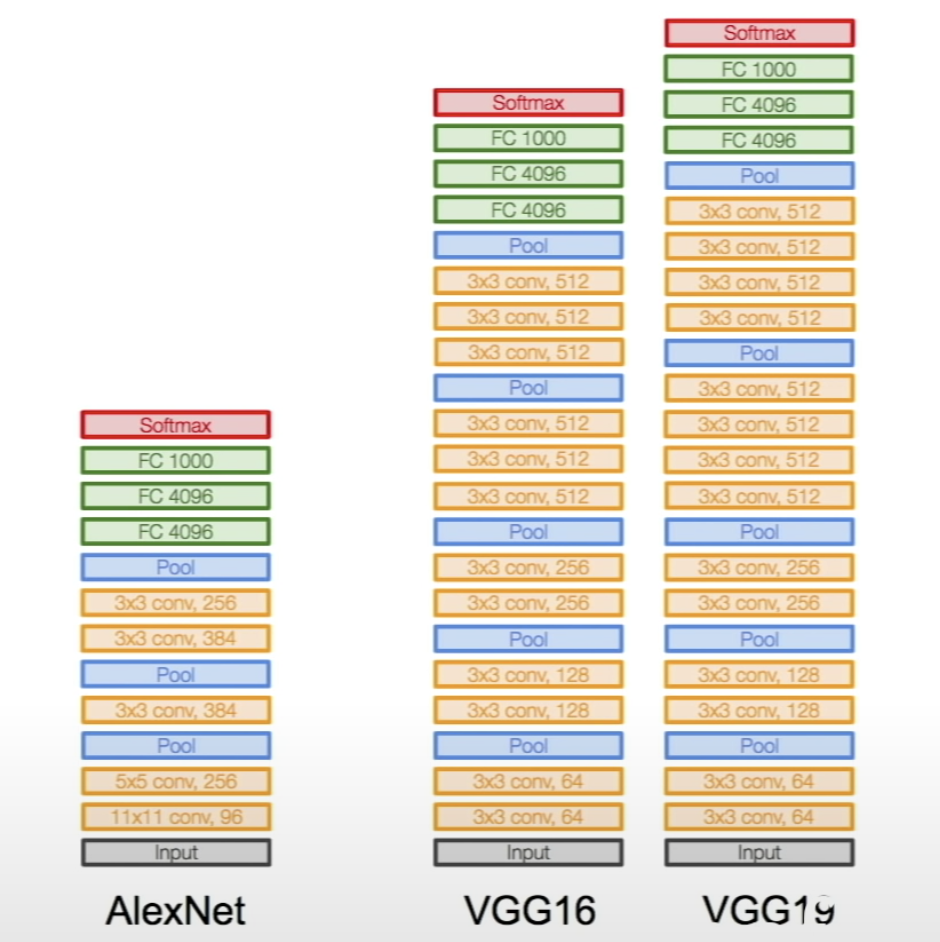 Softmax
FC 1000
FC 4096
FC 4096
Pool
3x3 conv, 256
3x3 conv, 384
Pool
3x3 conv, 384
Pool
5x5 conv, 256
11x11 conv, 96
Input
AlexNet
Softmax
FC 1000
FC 4096
FC 4096
Pool
3x3 conv, 512
3x3 conv, 512
3x3 conv, 512
Pool
3x3 conv, 512
3x3 conv, 512
3x3 conv, 512
Pool
3x3 conv, 256
3x3 conv, 256
Pool
3x3 conv, 128
3x3 conv, 128
Pool
3x3 conv, 64
3x3 conv, 64
Input
VGG16
Softmax
FC 1000
FC 4096
FC 4096
Pool
3x3 conv, 512
3x3 conv, 512
3x3 conv, 512
3x3 conv, 512
Pool
3x3 conv, 512
3x3 conv, 512
3x3 conv, 512
3x3 conv, 512
Pool
3x3 conv, 256
3x3 conv, 256
Pool
3x3 conv, 128
3x3 conv, 128
Pool
3x3 conv, 64
3x3 conv, 64
Input
VGG19